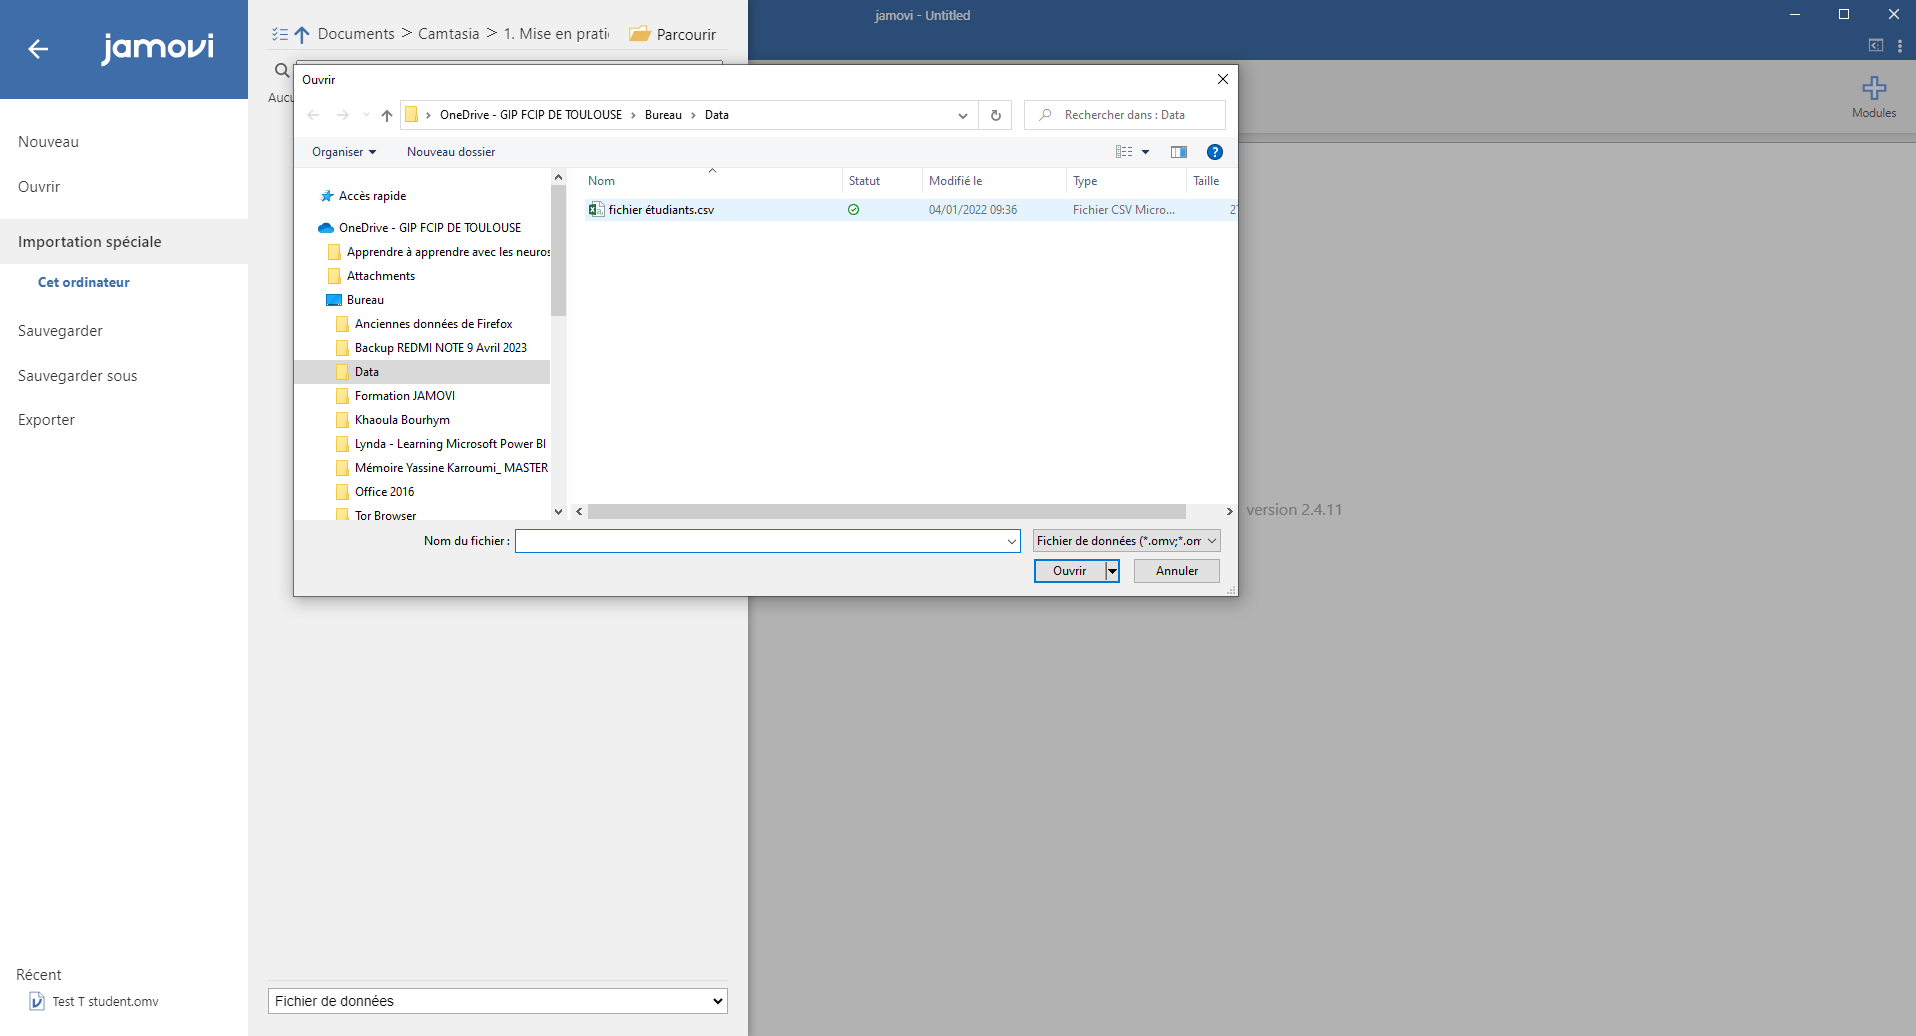 jamovi
Nouveau
Ouvrir
Importation spéciale
Cet ordinateur
Sauvegarder
Sauvegarder sous
Exporter
Récent
Test T student.omv
Documents > Camtasia > 1. Mise en prati
Parcourir
Aucu
Fichier de données
jamovi - Untitled
Modules
version 2.4.11
Ouvrir
OneDrive - GIP FCIP DE TOULOUSE › Bureau › Data
Rechercher dans : Data
Organiser
Nouveau dossier
?
Accès rapide
OneDrive - GIP FCIP DE TOULOUSE
Apprendre à apprendre avec les neuros
Attachments
Bureau
Anciennes données de Firefox
Backup REDMI NOTE 9 Avril 2023
Data
Formation JAMOVI
Khaoula Bourhym
Lynda - Learning Microsoft Power BI
Mémoire Yassine Karroumi_ MASTER
Office 2016
Tor Browser
Nom Statut Modifié le Type Taille
fichier étudiants.csv 04/01/2022 09:36 Fichier CSV Micro...
Nom du fichier :
Fichier de données (*.omv;*.om
Ouvrir
Annuler